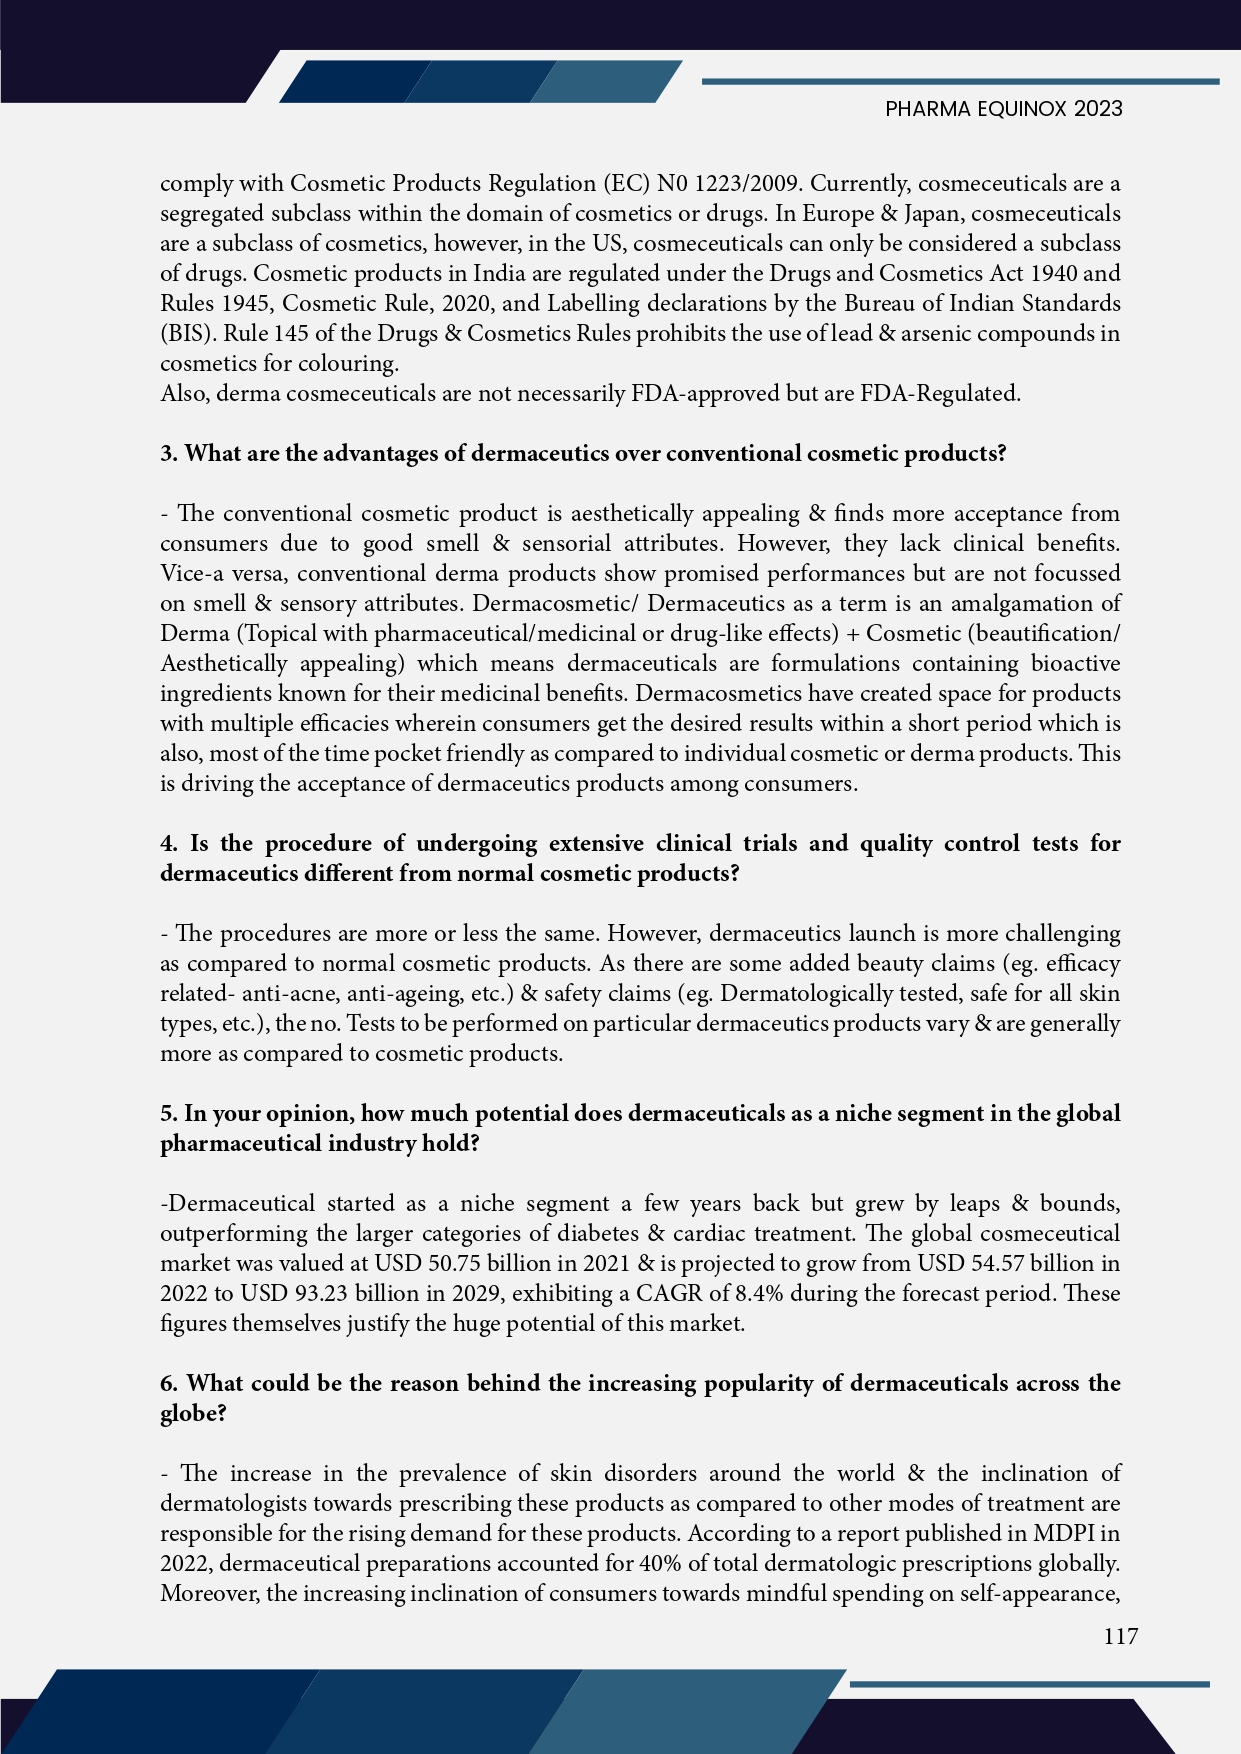 PHARMA EQUINOX 2023
comply with Cosmetic Products Regulation (EC) N0 1223/2009. Currently, cosmeceuticals are a
segregated subclass within the domain of cosmetics or drugs. In Europe & Japan, cosmeceuticals
are a subclass of cosmetics, however, in the US, cosmeceuticals can only be considered a subclass
of drugs. Cosmetic products in India are regulated under the Drugs and Cosmetics Act 1940 and
Rules 1945, Cosmetic Rule, 2020, and Labelling declarations by the Bureau of Indian Standards
(BIS). Rule 145 of the Drugs & Cosmetics Rules prohibits the use of lead & arsenic compounds in
cosmetics for colouring.
Also, derma cosmeceuticals are not necessarily FDA-approved but are FDA-Regulated.
3. What are the advantages of dermaceutics over conventional cosmetic products?
- The conventional cosmetic product is aesthetically appealing & finds more acceptance from
consumers due to good smell & sensorial attributes. However, they lack clinical benefits.
Vice-a versa, conventional derma products show promised performances but are not focussed
on smell & sensory attributes. Dermacosmetic/ Dermaceutics as a term is an amalgamation of
Derma (Topical with pharmaceutical/medicinal or drug-like effects) + Cosmetic (beautification/
Aesthetically appealing) which means dermaceuticals are formulations containing bioactive
ingredients known for their medicinal benefits. Dermacosmetics have created space for products
with multiple efficacies wherein consumers get the desired results within a short period which is
also, most of the time pocket friendly as compared to individual cosmetic or derma products. This
is driving the acceptance of dermaceutics products among consumers.
4. Is the procedure of undergoing extensive clinical trials and quality control tests for
dermaceutics different from normal cosmetic products?
- The procedures are more or less the same. However, dermaceutics launch is more challenging
as compared to normal cosmetic products. As there are some added beauty claims (eg. efficacy
related- anti-acne, anti-ageing, etc.) & safety claims (eg. Dermatologically tested, safe for all skin
types, etc.), the no. Tests to be performed on particular dermaceutics products vary & are generally
more as compared to cosmetic products.
5. In your opinion, how much potential does dermaceuticals as a niche segment in the global
pharmaceutical industry hold?
-Dermaceutical started as a niche segment a few years back but grew by leaps & bounds,
outperforming the larger categories of diabetes & cardiac treatment. The global cosmeceutical
market was valued at USD 50.75 billion in 2021 & is projected to grow from USD 54.57 billion in
2022 to USD 93.23 billion in 2029, exhibiting a CAGR of 8.4% during the forecast period. These
figures themselves justify the huge potential of this market.
6. What could be the reason behind the increasing popularity of dermaceuticals across the
globe?
- The increase in the prevalence of skin disorders around the world & the inclination of
dermatologists towards prescribing these products as compared to other modes of treatment are
responsible for the rising demand for these products. According to a report published in MDPI in
2022, dermaceutical preparations accounted for 40% of total dermatologic prescriptions globally.
Moreover, the increasing inclination of consumers towards mindful spending on self-appearance,
117